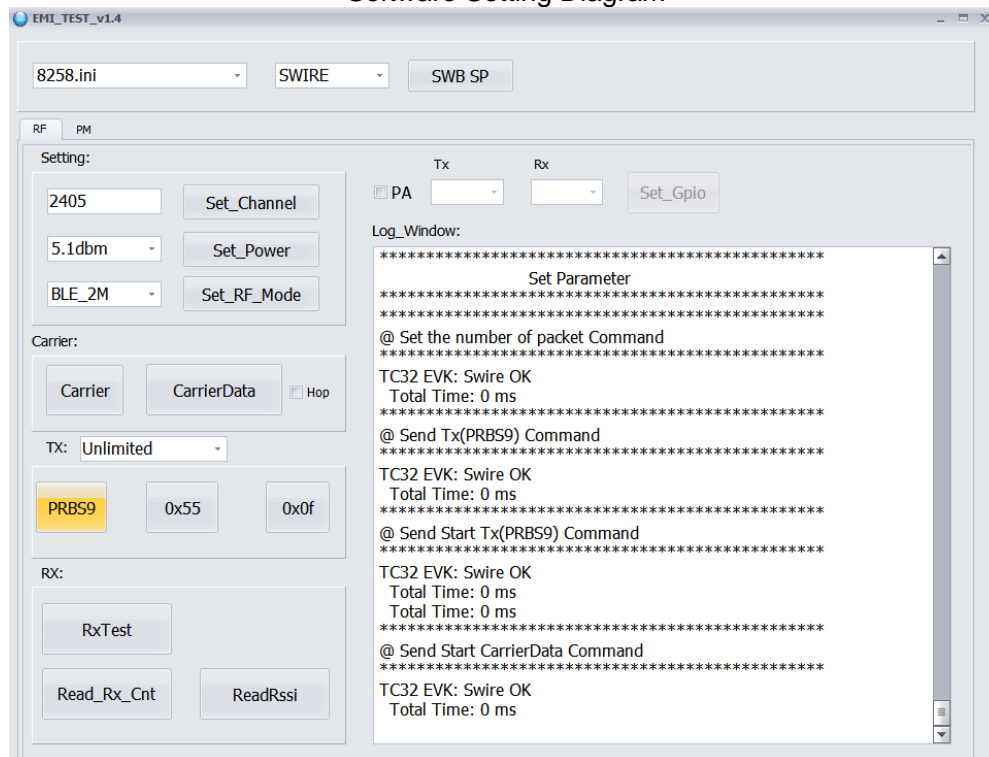 Software Setting Diagram
EMI_TEST_v1.4
8258.ini SWIRE SWB SP
RF PM
Setting:
2405 Set_Channel
5.1dbm Set_Power
BLE_2M Set_RF_Mode
Carrier:
Carrier CarrierData Hop
TX: Unlimited
PRBS9 0x55 0x0f
RX:
RxTest
Read_Rx_Cnt ReadRssi
Tx Rx
PA Set_Gpio
Log_Window:
************************************************
Set Parameter
************************************************
************************************************
@ Set the number of packet Command
************************************************
TC32 EVK: Swire OK
Total Time: 0 ms
************************************************
@ Send Tx(PRBS9) Command
************************************************
TC32 EVK: Swire OK
Total Time: 0 ms
************************************************
@ Send Start Tx(PRBS9) Command
************************************************
TC32 EVK: Swire OK
Total Time: 0 ms
Total Time: 0 ms
************************************************
@ Send Start CarrierData Command
************************************************
TC32 EVK: Swire OK
Total Time: 0 ms